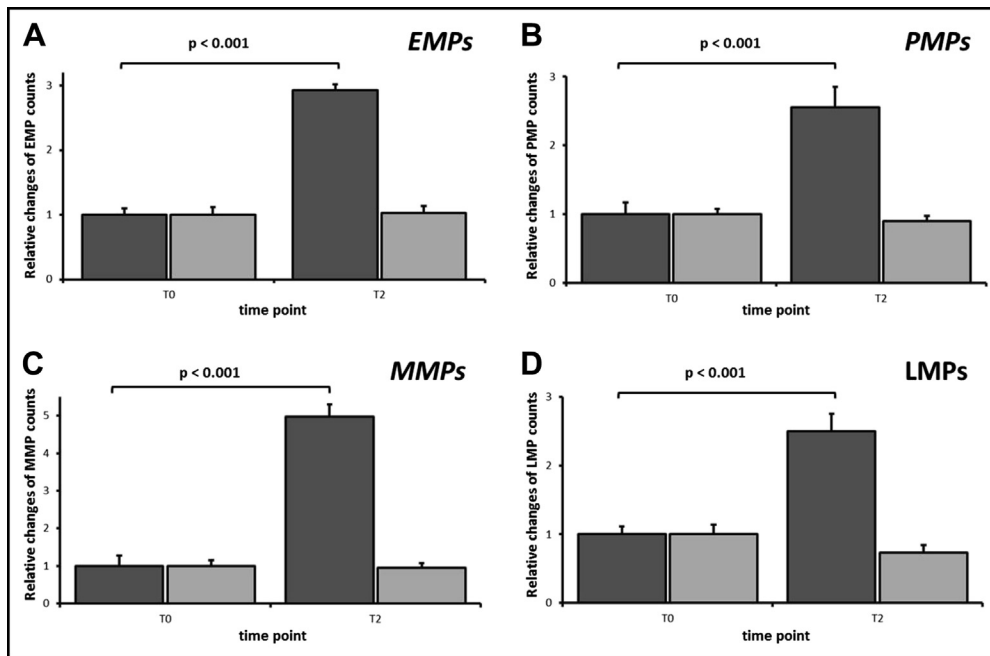 A
EMPs
p < 0.001
Relative changes of EMP counts
3
2
1
0
T0
T2
time point
B
PMPs
p < 0.001
Relative changes of PMP counts
3
2
1
0
T0
T2
time point
C
MMPs
p < 0.001
Relative changes of MMP counts
5
4
3
2
1
0
T0
T2
time point
D
LMPs
p < 0.001
Relative changes of LMP counts
3
2
1
0
T0
T2
time point